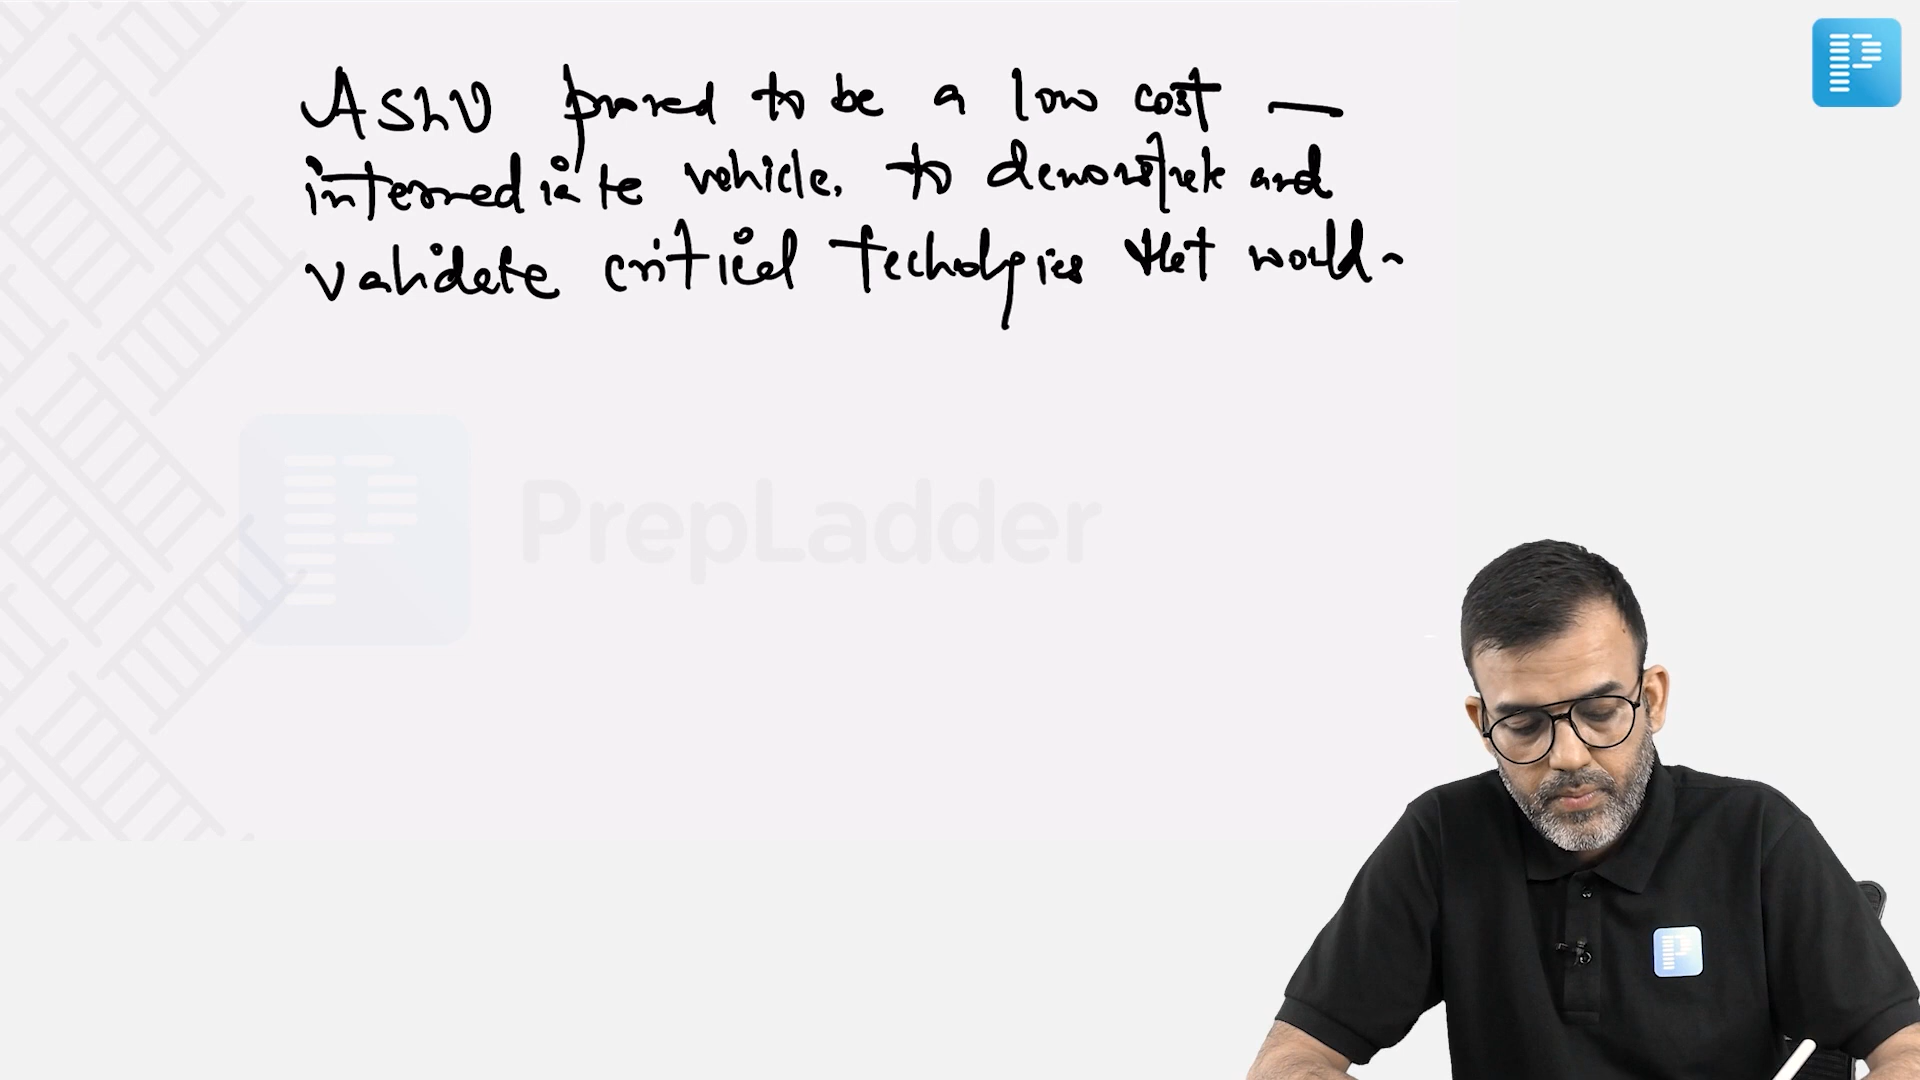 ASLV proved to be a low cost —
intermediate vehicle, to demonstrate and
validate critical Technologies that would -
PrepLadder